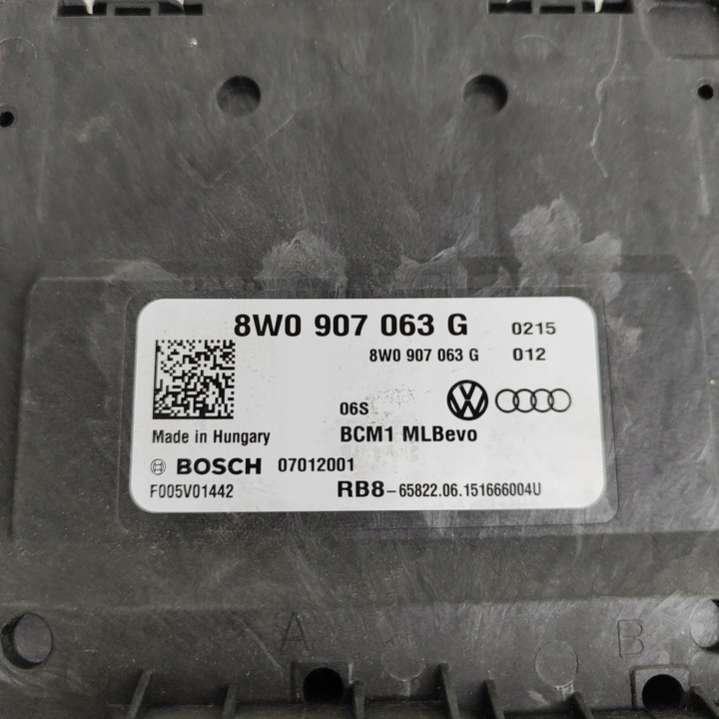 8W0 907 063 G 0215
8W0 907 063 G 012
06S
Made in Hungary BCM1 MLBevo
BOSCH 07012001
F005V01442 RB8-65822.06.151666004U
A B